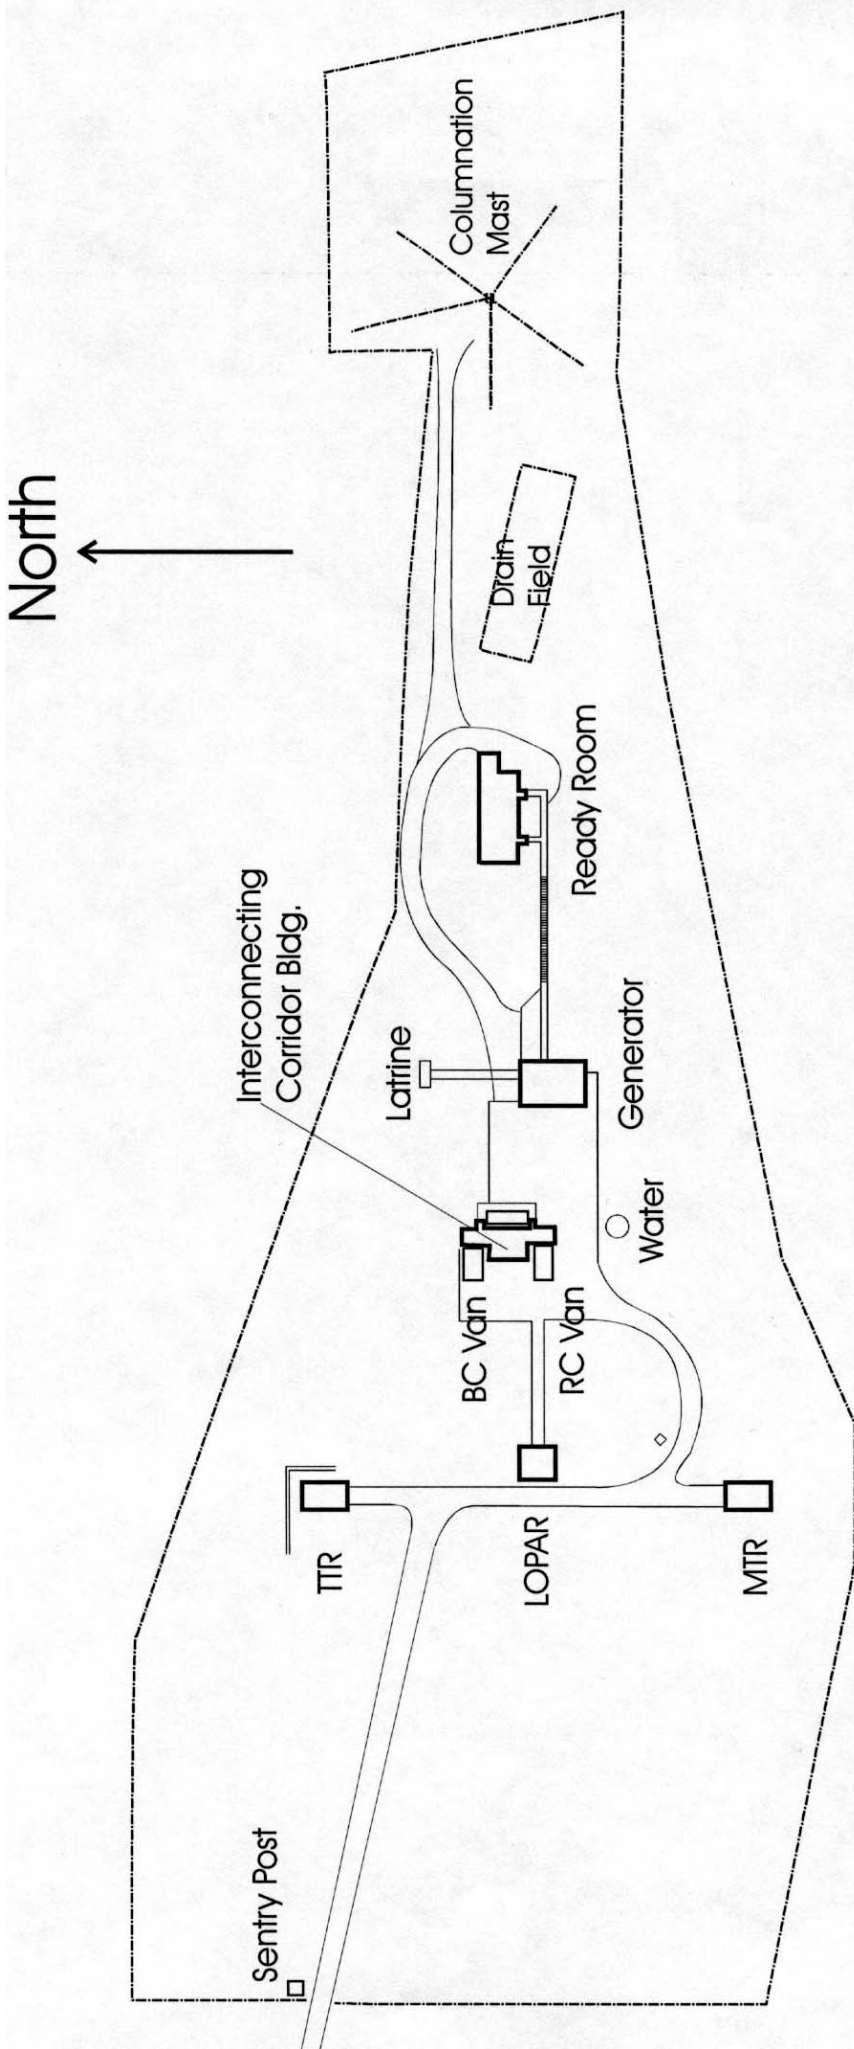 North
Columnation
Mast
Drain
Field
Ready Room
Interconnecting
Corridor Bldg.
Latrine
Generator
Water
BC Van
RC Van
TTR
LOPAR
MTR
Sentry Post